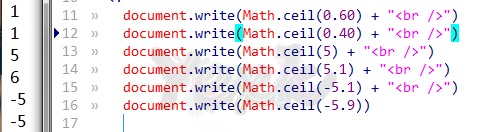 1
1
5
6
-5
-5
11 » document.write(Math.ceil(0.60) + "<br />")
12 » document.write(Math.ceil(0.40) + "<br />")
13 » document.write(Math.ceil(5) + "<br />")
14 » document.write(Math.ceil(5.1) + "<br />")
15 » document.write(Math.ceil(-5.1) + "<br />")
16 » document.write(Math.ceil(-5.9))
17